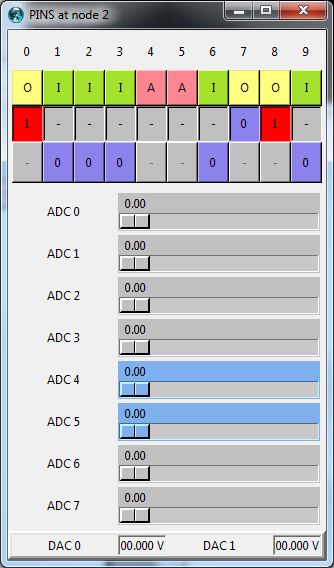 PINS at node 2
0 1 2 3 4 5 6 7 8 9
O I I I A A I O O I
1 - - - - - - 0 1 -
- 0 0 0 - - 0 - - 0
0.00
ADC 0
0.00
ADC 1
0.00
ADC 2
0.00
ADC 3
0.00
ADC 4
0.00
ADC 5
0.00
ADC 6
0.00
ADC 7
DAC 0 00.000 V DAC 1 00.000 V